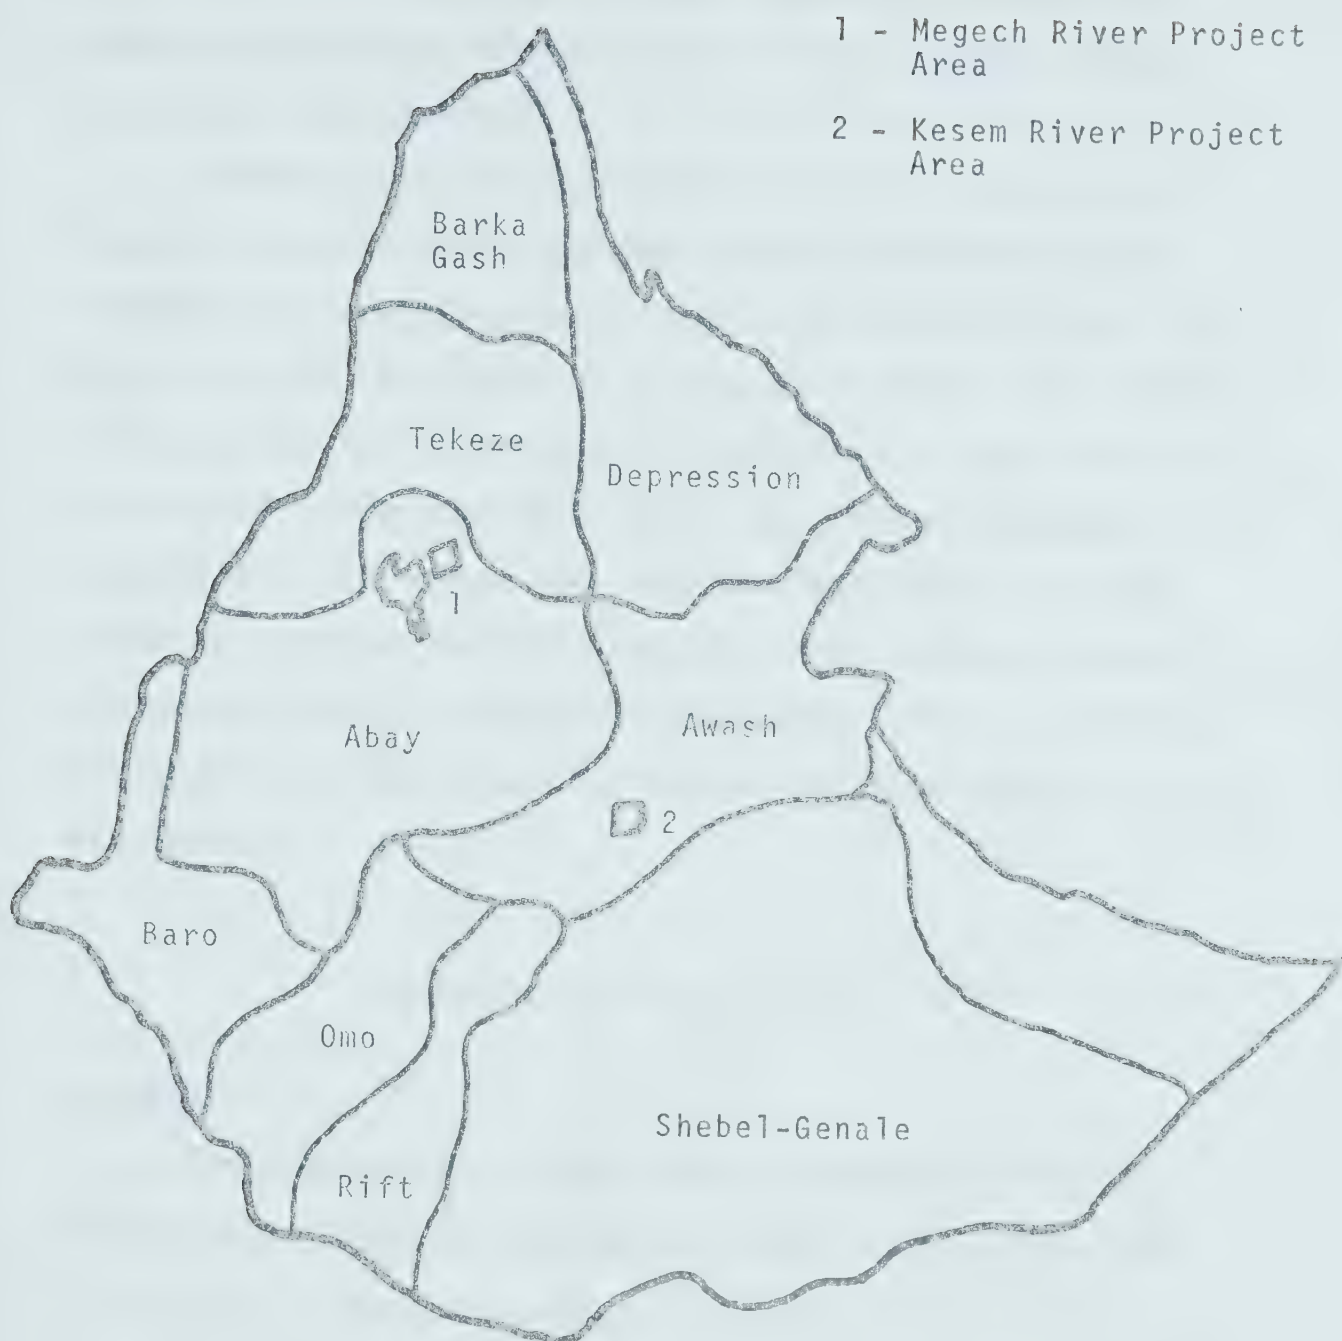 1 - Megech River Project
Area
2 - Kesem River Project
Area
Barka
Gash
Tekeze
Depression
1
Abay
Awash
2
Baro
Omo
Shebel-Genale
Rift